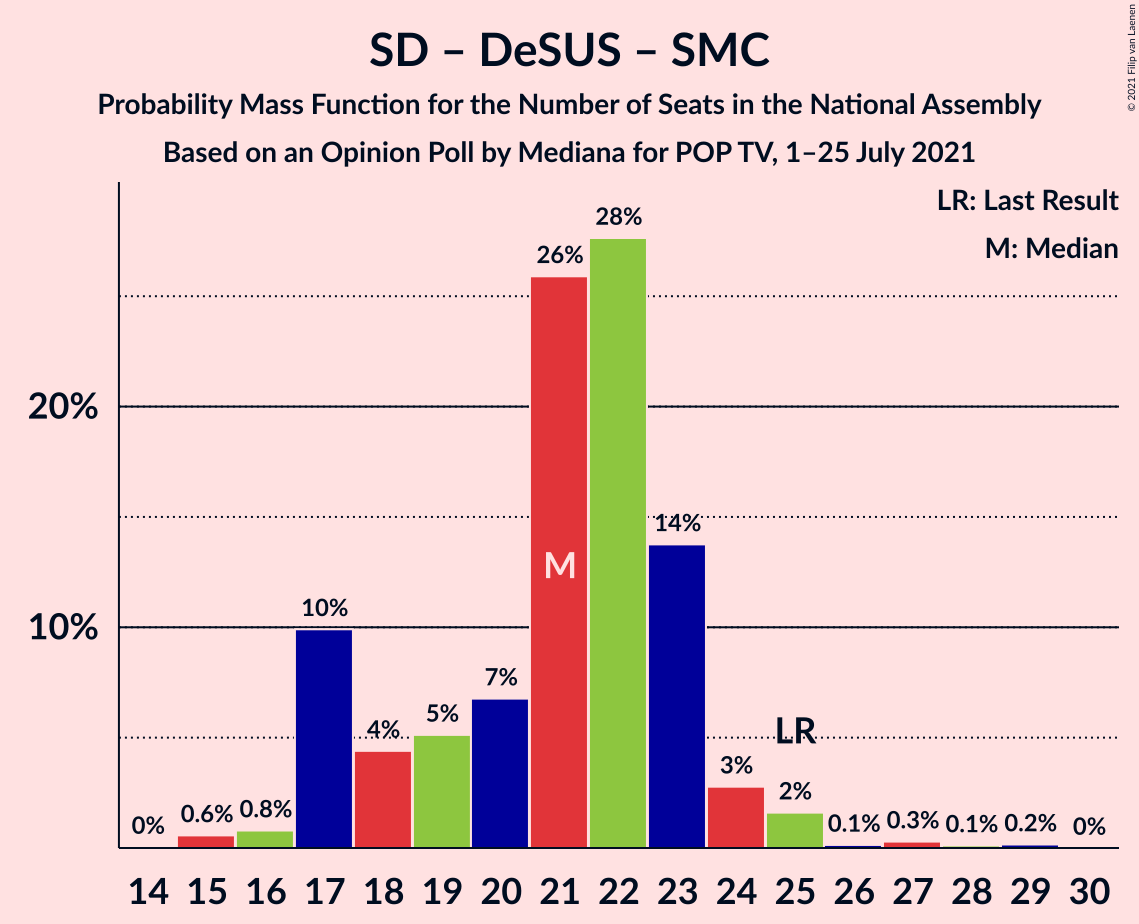 SD – DeSUS – SMC
Probability Mass Function for the Number of Seats in the National Assembly
Based on an Opinion Poll by Mediana for POP TV, 1–25 July 2021
© 2021 Filip van Laenen
LR: Last Result
M: Median
28%
26%
20%
14%
M
10%
10%
7%
5%
4%
LR
3%
2%
0%
0.6%
0.8%
0.1%
0.3%
0.1%
0.2%
0%
14 15 16 17 18 19 20 21 22 23 24 25 26 27 28 29 30